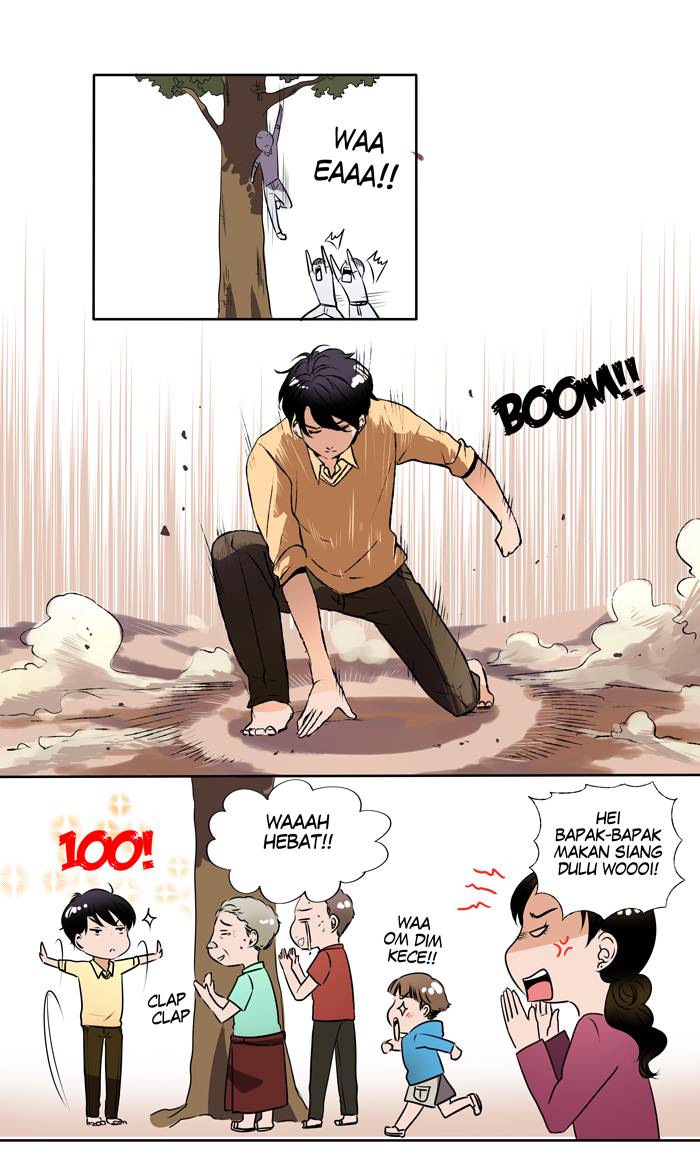 WAA
EAAA!!
BOOM!!
100!
CLAP
CLAP
WAAAH
HEBAT!!
WAA
OM DIM
KECE!!
HEI
BAPAK-BAPAK
MAKAN SIANG
DULU WOOOI!